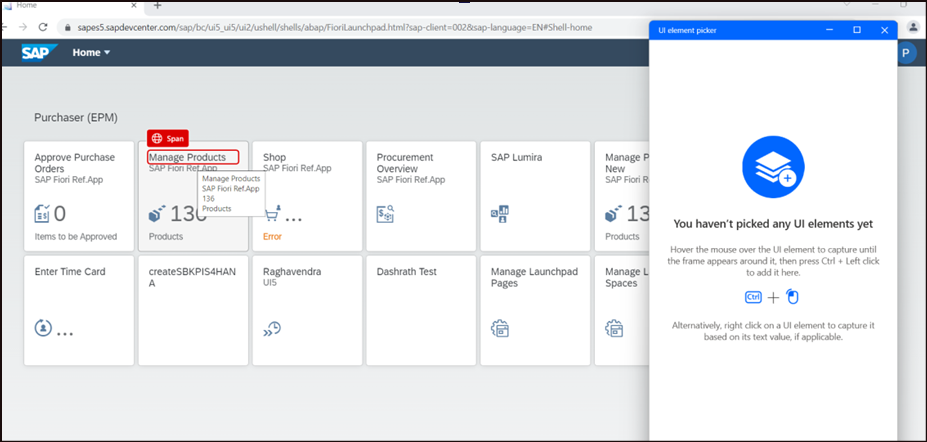 Home
sapes5.sapdevcenter.com/sap/bc/ui5_ui5/ui2/ushell/shells/abap/FioriLaunchpad.html?sap-client=002&sap-language=EN#Shell-home
SAP
Home
P
Purchaser (EPM)
Span
Approve Purchase
Orders
SAP Fiori Ref.App
0
Items to be Approved
Manage Products
SAP Fiori Ref.App
136
Products
Manage Products
SAP Fiori Ref.App
136
Products
Shop
SAP Fiori Ref.App
...
Error
Procurement
Overview
SAP Fiori Ref.App
SAP Lumira
Manage P
New
SAP Fiori Ref.App
13
Products
Enter Time Card
...
createSBKPIS4HAN
A
Raghavendra
UI5
Dashrath Test
Manage Launchpad
Pages
Manage L
Spaces
UI element picker
You haven't picked any UI elements yet
Hover the mouse over the UI element to capture until
the frame appears around it, then press Ctrl + Left click
to add it here.
Ctrl +
Alternatively, right click on a UI element to capture it
based on its text value, if applicable.